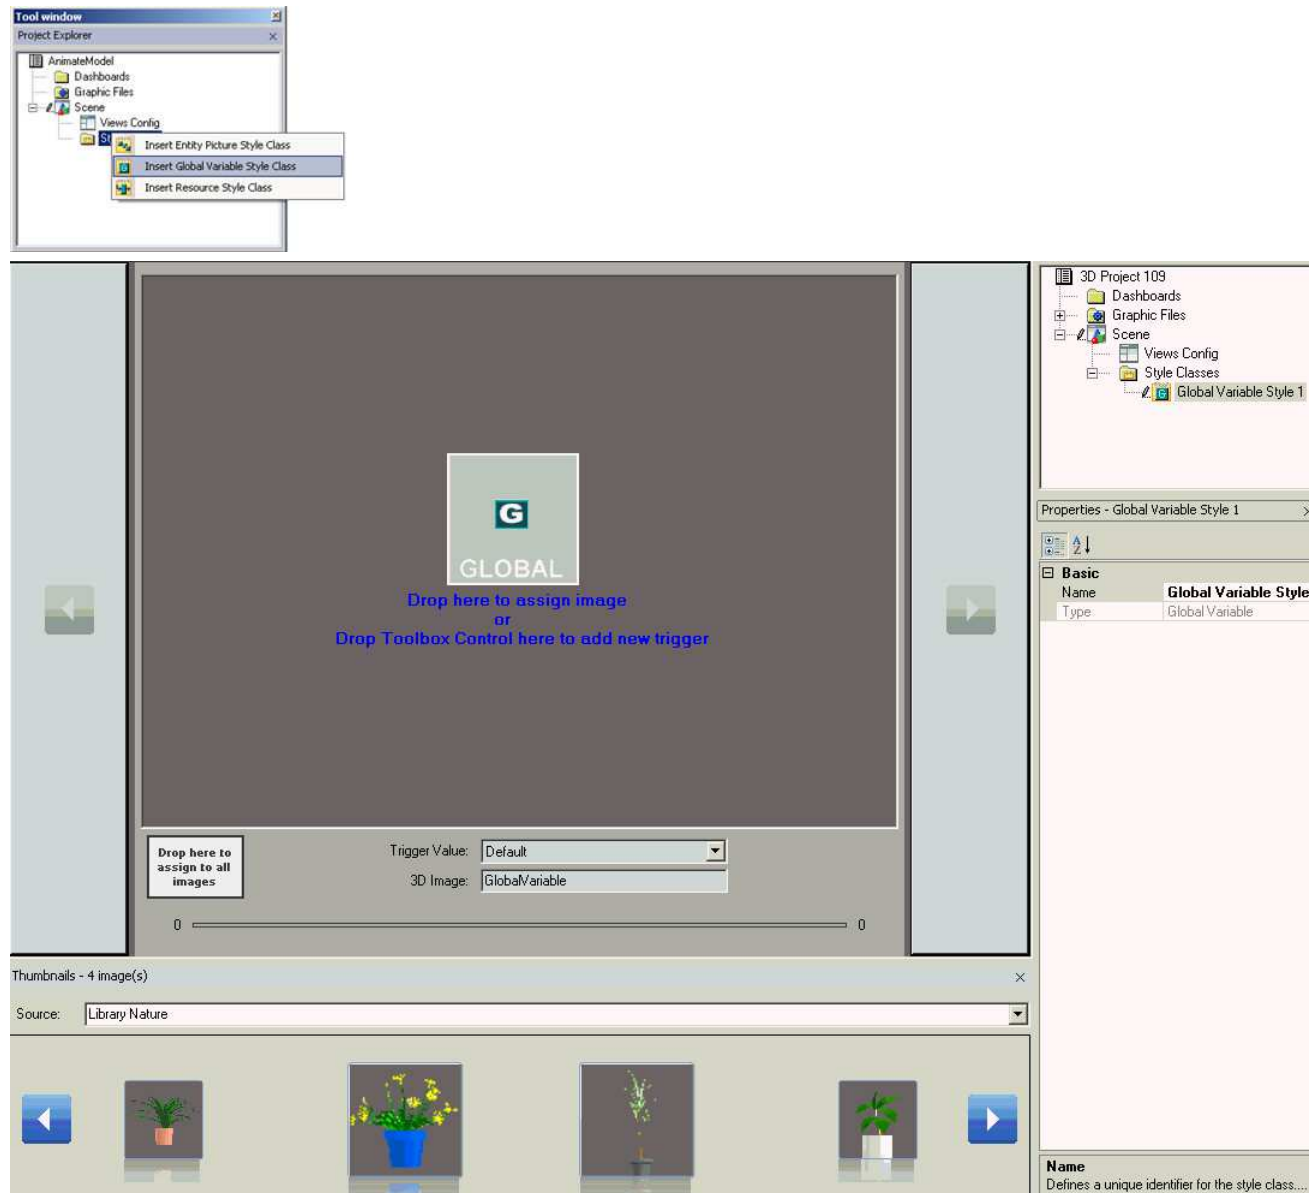 Tool window
Project Explorer
AnimateModel
Dashboards
Graphic Files
Scene
Views Config
St
Insert Entity Picture Style Class
Insert Global Variable Style Class
Insert Resource Style Class
3D Project 109
Dashboards
Graphic Files
Scene
Views Config
Style Classes
G Global Variable Style 1
G
GLOBAL
Drop here to assign image
or
Drop Toolbox Control here to add new trigger
Properties - Global Variable Style 1
A
Z
Basic
Name Global Variable Style
Type Global Variable
Drop here to
assign to all
images
Trigger Value: Default
3D Image: GlobalVariable
0 0
Thumbnails - 4 image(s)
Source: Library Nature
Name
Defines a unique identifier for the style class....